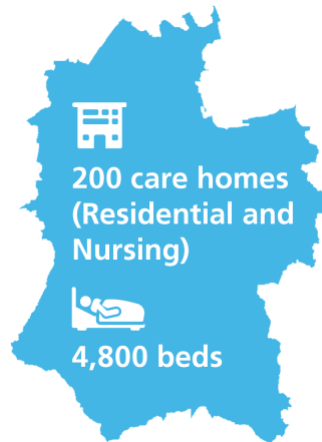 200 care homes
(Residential and
Nursing)
4,800 beds